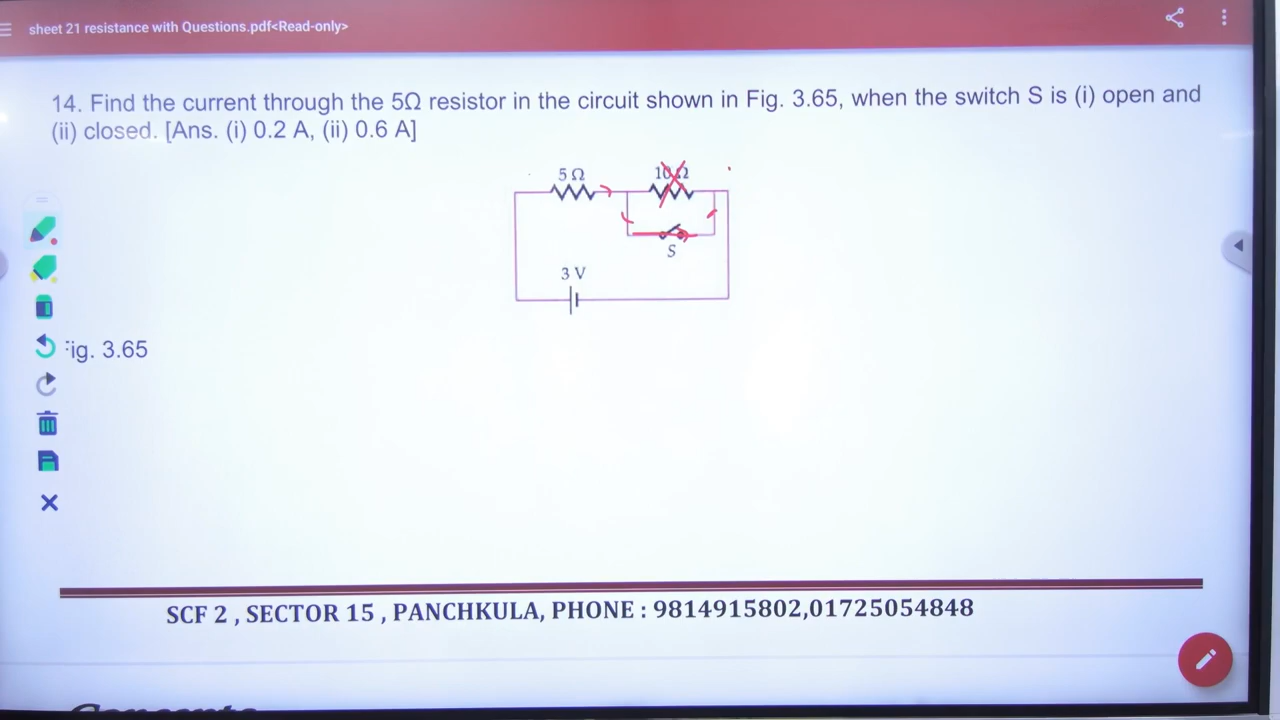 sheet 21 resistance with Questions.pdf<Read-only>
14. Find the current through the 5Ω resistor in the circuit shown in Fig. 3.65, when the switch S is (i) open and
(ii) closed. [Ans. (i) 0.2 A, (ii) 0.6 A]
5 Ω
10 Ω
S
3 V
ig. 3.65
SCF 2 , SECTOR 15 , PANCHKULA, PHONE : 9814915802,01725054848